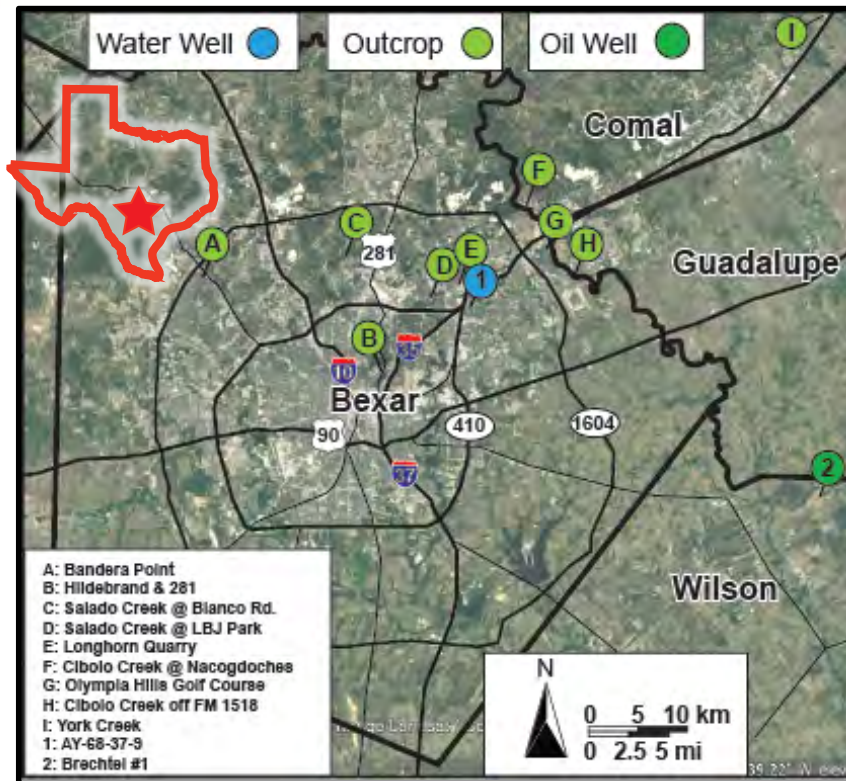 Water Well
Outcrop
Oil Well
I
Comal
F
A
C
281
G
E
H
D
1
Guadalupe
B
10
Bexar
90
410
1604
2
37
Wilson
A: Bandera Point
B: Hildebrand & 281
C: Salado Creek @ Blanco Rd.
D: Salado Creek @ LBJ Park
E: Longhorn Quarry
F: Cibolo Creek @ Nacogdoches
G: Olympia Hills Golf Course
H: Cibolo Creek off FM 1518
I: York Creek
1: AY-68-37-9
2: Brechtel #1
N
0 5 10 km
0 2.5 5 mi